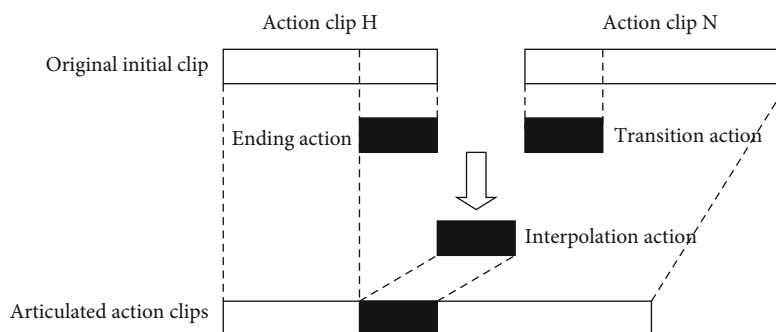 Action clip H
Action clip N
Original initial clip
Ending action
Transition action
Interpolation action
Articulated action clips